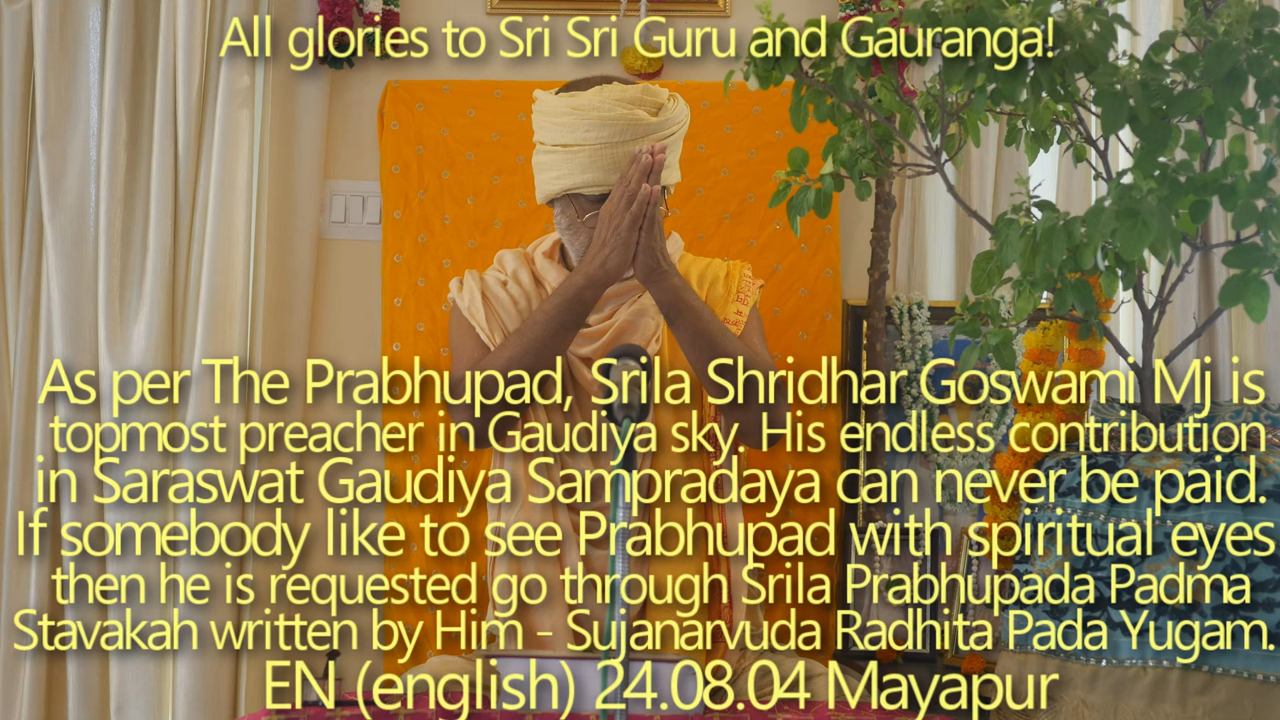 All glories to Sri Sri Guru and Gauranga!
As per The Prabhupad, Srila Shridhar Goswami Mj is
topmost preacher in Gaudiya sky. His endless contribution
in Saraswat Gaudiya Sampradaya can never be paid.
If somebody like to see Prabhupad with spiritual eyes
then he is requested go through Srila Prabhupada Padma
Stavakah written by Him - Sujanarvuda Radhita Pada Yugam.
EN (english) 24.08.04 Mayapur